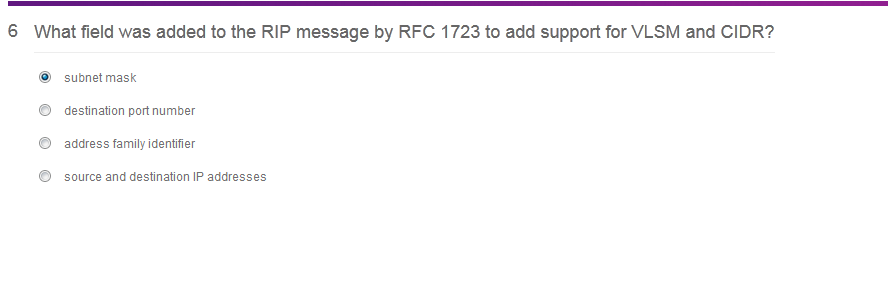 6 What field was added to the RIP message by RFC 1723 to add support for VLSM and CIDR?
subnet mask
destination port number
address family identifier
source and destination IP addresses